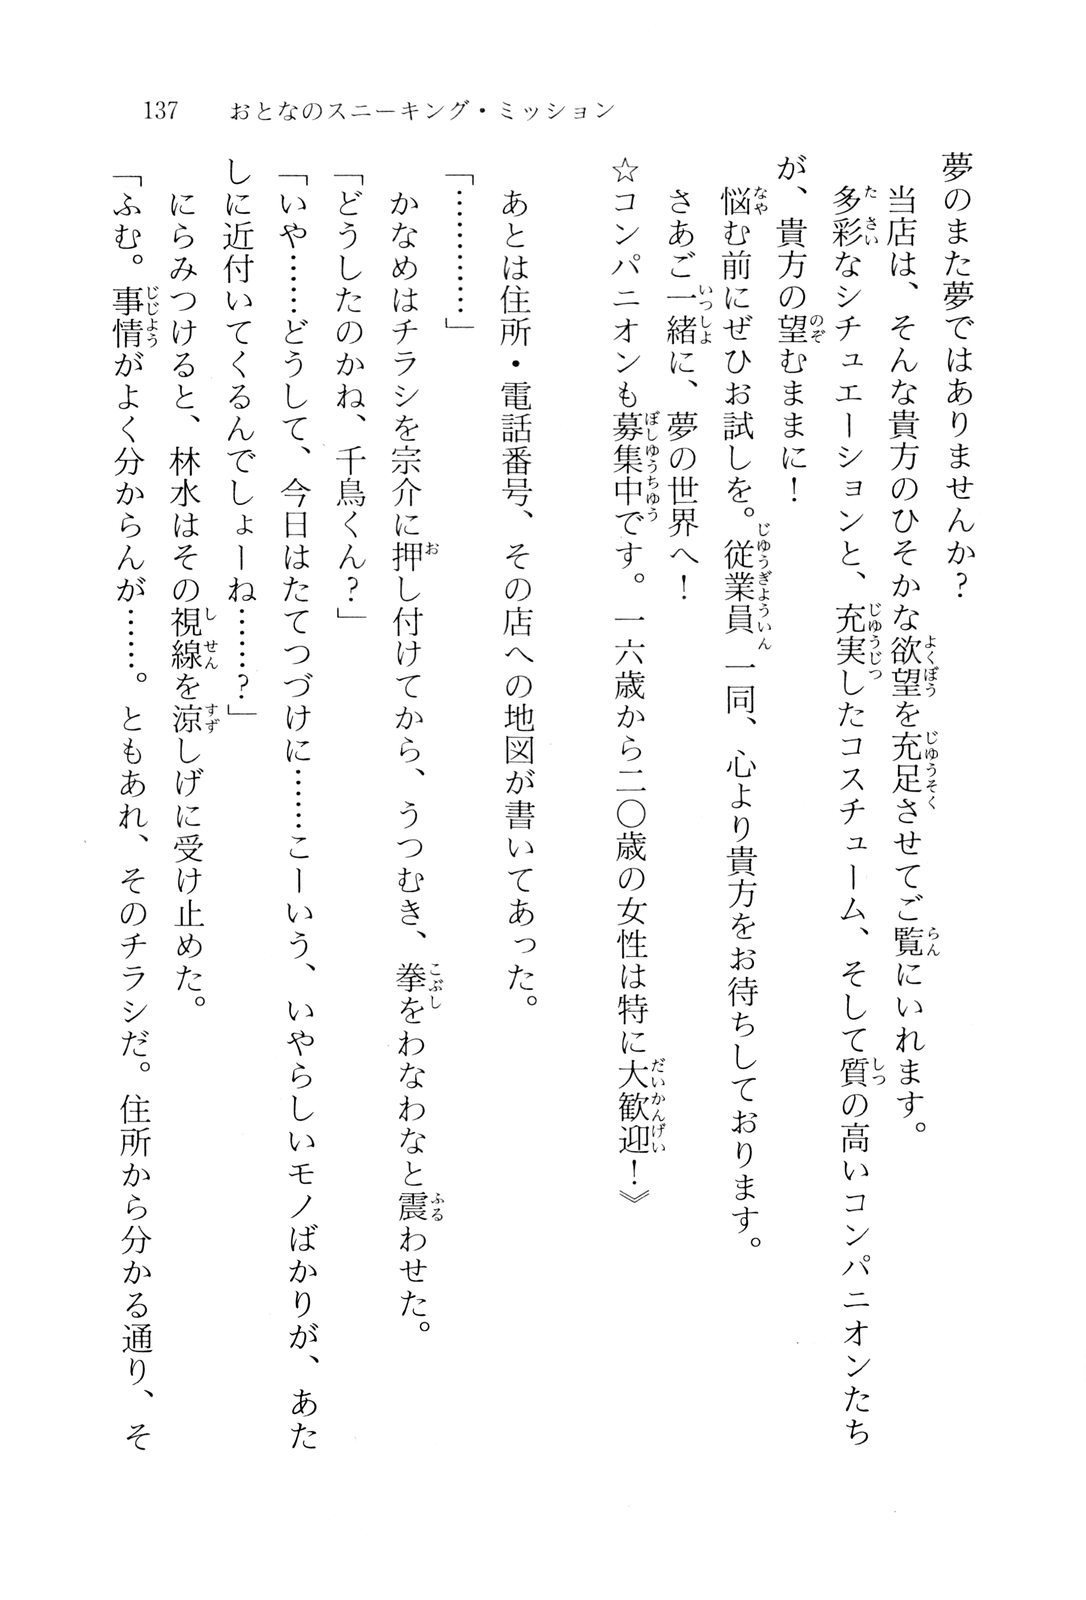 137　おとなのスニーキング・ミッション
夢のまた夢ではありませんか？
　当店は、そんな貴方のひそかな欲望を充足させてご覧にいれます。
　多彩なシチュエーションと、充実したコスチューム、そして質の高いコンパニオンたち
が、貴方の望むままに！
　悩む前にぜひお試しを。従業員一同、心より貴方をお待ちしております。
　さあご一緒に、夢の世界へ！
☆コンパニオンも募集中です。一六歳から二〇歳の女性は特に大歓迎！》
　あとは住所・電話番号、その店への地図が書いてあった。
「…………」
　かなめはチラシを宗介に押し付けてから、うつむき、拳をわなわなと震わせた。
「どうしたのかね、千鳥くん？」
「いや……どうして、今日はたてつづけに……こーいう、いやらしいモノばかりが、あた
しに近付いてくるんでしょーね……？」
　にらみつけると、林水はその視線を涼しげに受け止めた。
「ふむ。事情がよく分からんが……。ともあれ、そのチラシだ。住所から分かる通り、そ